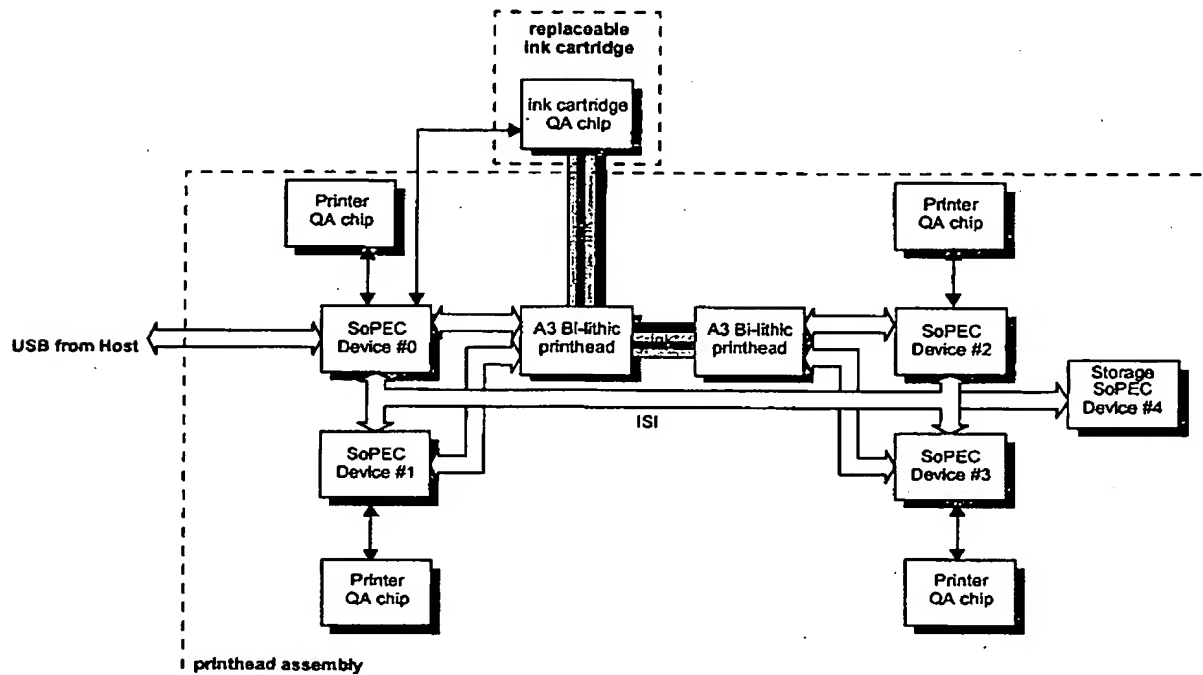 replaceable
ink cartridge
ink cartridge
QA chip
Printer
QA chip
Printer
QA chip
SoPEC
Device #0
A3 Bi-lithic
printhead
ink
A3 Bi-lithic
printhead
SoPEC
Device #2
USB from Host
Storage
SoPEC
Device #4
ISI
SoPEC
Device #1
SoPEC
Device #3
Printer
QA chip
Printer
QA chip
printhead assembly